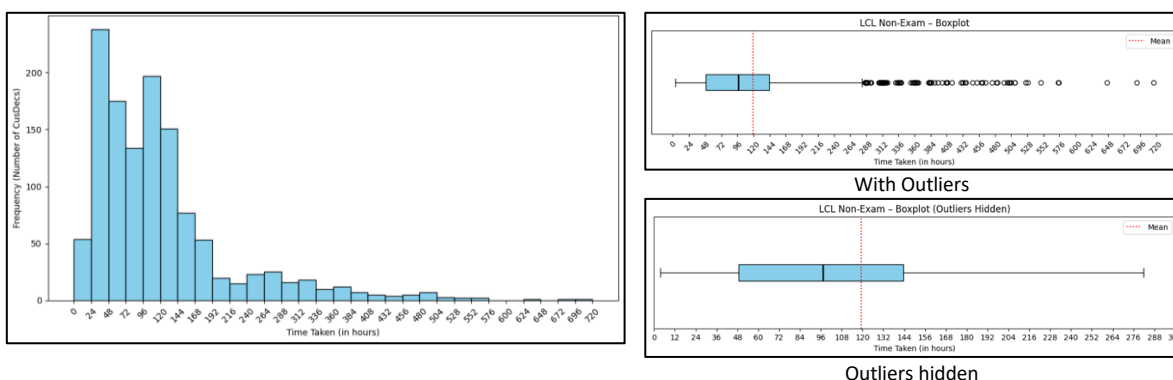 200
150
100
50
0
Frequency (Number of CusDecs)
0 24 48 72 96 120 144 168 192 216 240 264 288 312 336 360 384 408 432 456 480 504 528 552 576 600 624 648 672 696 720
Time Taken (in hours)
LCL Non-Exam – Boxplot
Mean
0 24 48 72 96 120 144 168 192 216 240 264 288 312 336 360 384 408 432 456 480 504 528 552 576 600 624 648 672 696 720
Time Taken (in hours)
With Outliers
LCL Non-Exam – Boxplot (Outliers Hidden)
Mean
0 12 24 36 48 60 72 84 96 108 120 132 144 156 168 180 192 204 216 228 240 252 264 276 288
Time Taken (in hours)
Outliers hidden